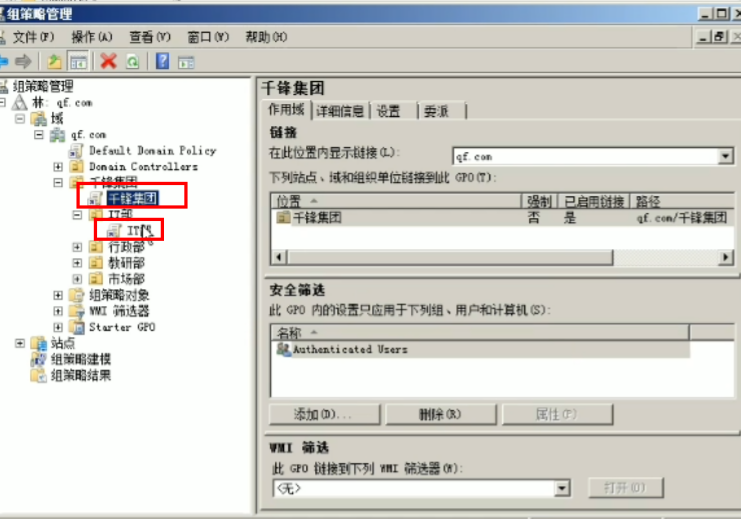 组策略管理
文件(F) 操作(A) 查看(V) 窗口(W) 帮助(H)
组策略管理
林: qf.com
域
qf.com
Default Domain Policy
Domain Controllers
千锋集团
千锋集团
IT部
行政部
教研部
市场部
组策略对象
WMI 筛选器
Starter GPO
站点
组策略建模
组策略结果
千锋集团
作用域 详细信息 设置 委派
链接
在此位置内显示链接(L): qf.com
下列站点、域和组织单位链接到此 GPO(T):
位置 强制 已启用链接 路径
千锋集团 否 是 qf.com/千锋集团
安全筛选
此 GPO 内的设置只应用于下列组、用户和计算机(S):
名称
Authenticated Users
添加(D)... 删除(R) 属性(P)
WMI 筛选
此 GPO 链接到下列 WMI 筛选器(W):
<无> 打开(O)